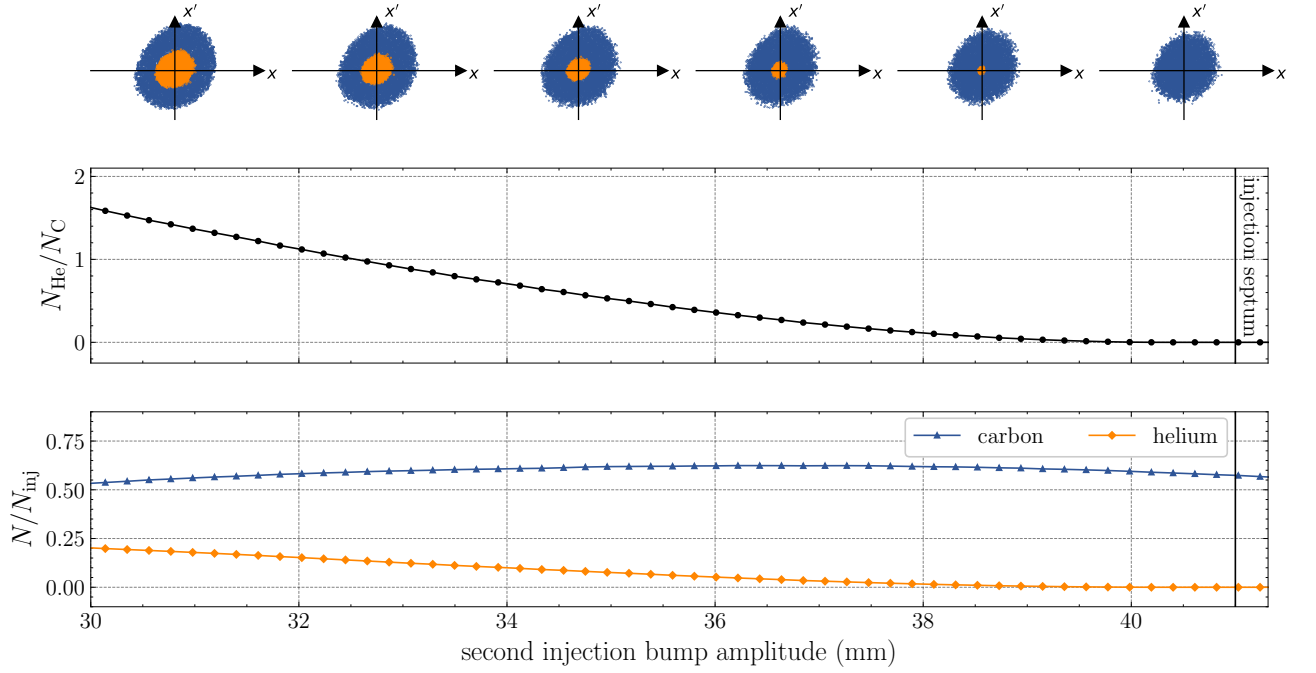 x′ x′ x′ x′ x′ x′
x x x x x x
2
1
0
N_He/N_C
injection septum
0.75
0.50
0.25
0.00
N/N_inj
carbon helium
30 32 34 36 38 40
second injection bump amplitude (mm)